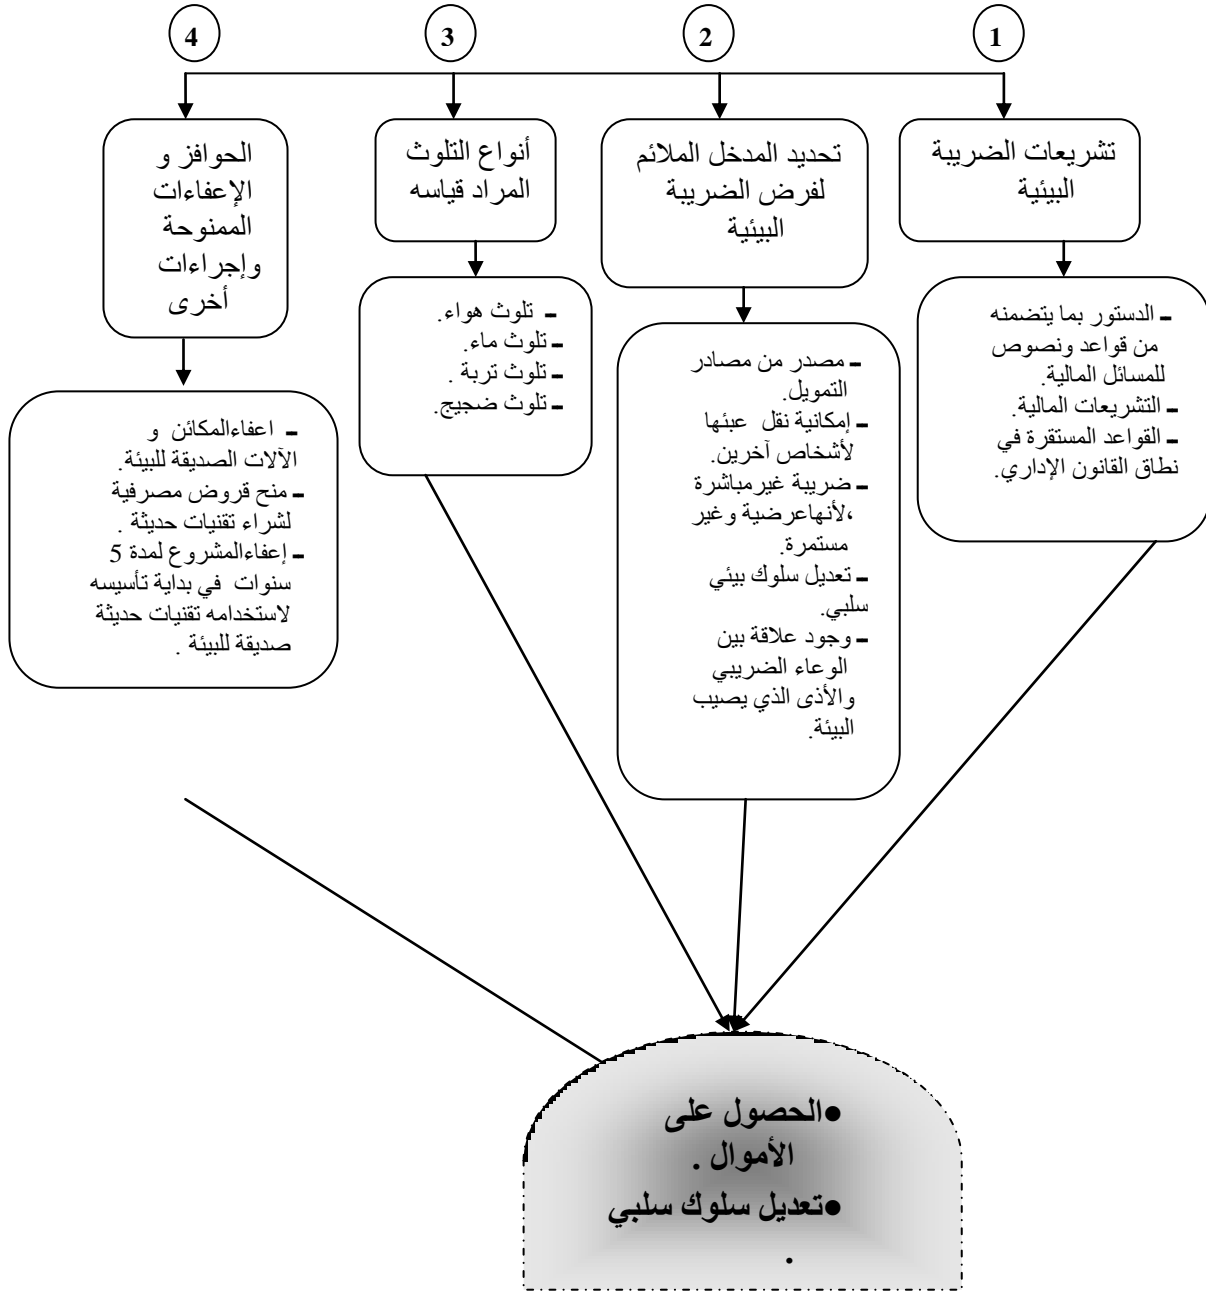 1
تشريعات الضريبة
البيئية
ـ الدستور بما يتضمنه
من قواعد ونصوص
للمسائل المالية.
ـ التشريعات المالية.
ـ القواعد المستقرة في
نطاق القانون الإداري.
2
تحديد المدخل الملائم
لفرض الضريبة
البيئية
ـ مصدر من مصادر
التمويل.
ـ إمكانية نقل عبئها
لأشخاص آخرين.
ـ ضريبة غيرمباشرة
،لأنهاعرضية وغير
مستمرة.
ـ تعديل سلوك بيئي
سلبي.
ـ وجود علاقة بين
الوعاء الضريبي
والأذى الذي يصيب
البيئة.
3
أنواع التلوث
المراد قياسه
ـ تلوث هواء.
ـ تلوث ماء.
ـ تلوث تربة .
ـ تلوث ضجيج.
4
الحوافز و
الإعفاءات
الممنوحة
وإجراءات
أخرى
ـ اعفاءالمكائن و
الآلات الصديقة للبيئة.
ـ منح قروض مصرفية
لشراء تقنيات حديثة .
ـ إعفاءالمشروع لمدة 5
سنوات في بداية تأسيسه
لاستخدامه تقنيات حديثة
صديقة للبيئة .
●الحصول على
الأموال .
●تعديل سلوك سلبي
.